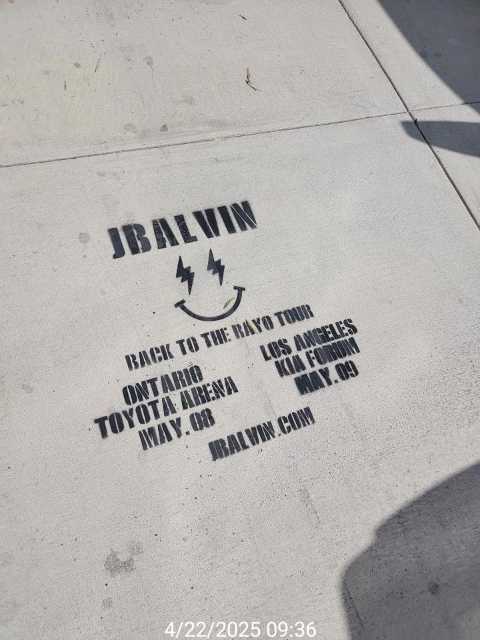 JBALVIN
BACK TO THE RAYO TOUR
ONTARIO
TOYOTA ARENA
MAY.08
LOS ANGELES
KIA FORUM
MAY.09
JBALVIN.COM
4/22/2025 09:36